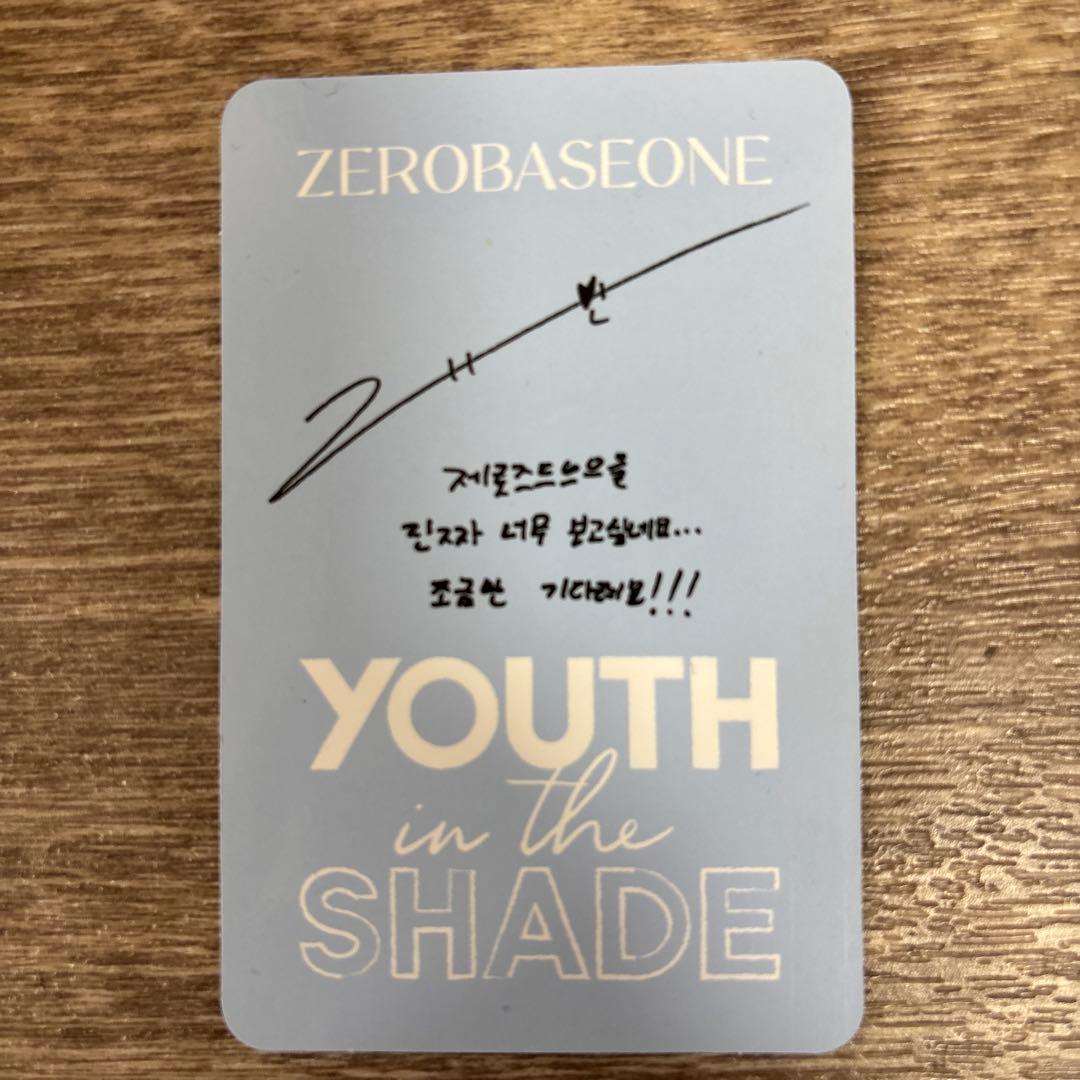 ZEROBASEONE
제로즈드으으을
진짜 너무 보고싶네요...
조금만 기다려요!!!
YOUTH
in the
SHADE